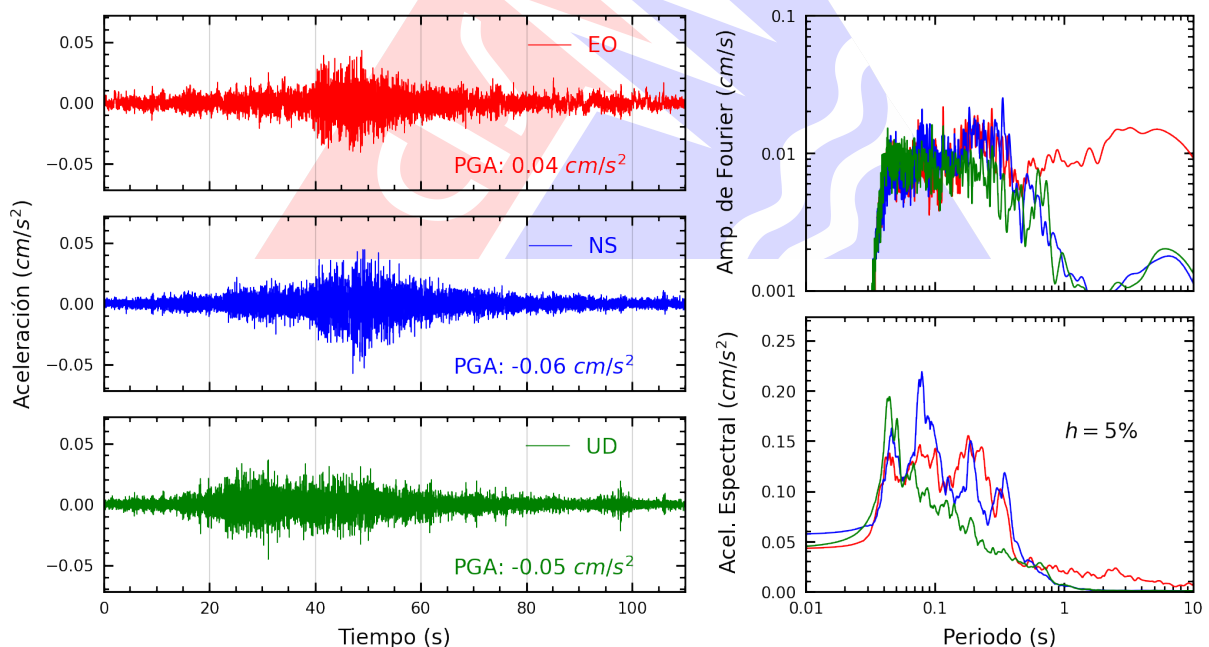 Aceleración (cm/s²)
0.05
0.00
−0.05
EO
PGA: 0.04 cm/s²
0.05
0.00
−0.05
NS
PGA: -0.06 cm/s²
0.05
0.00
−0.05
UD
PGA: -0.05 cm/s²
0 20 40 60 80 100
Tiempo (s)
Amp. de Fourier (cm/s)
0.1
0.01
0.001
Acel. Espectral (cm/s²)
0.25
0.20
0.15
0.10
0.05
0.00
h = 5%
0.01 0.1 1 10
Periodo (s)